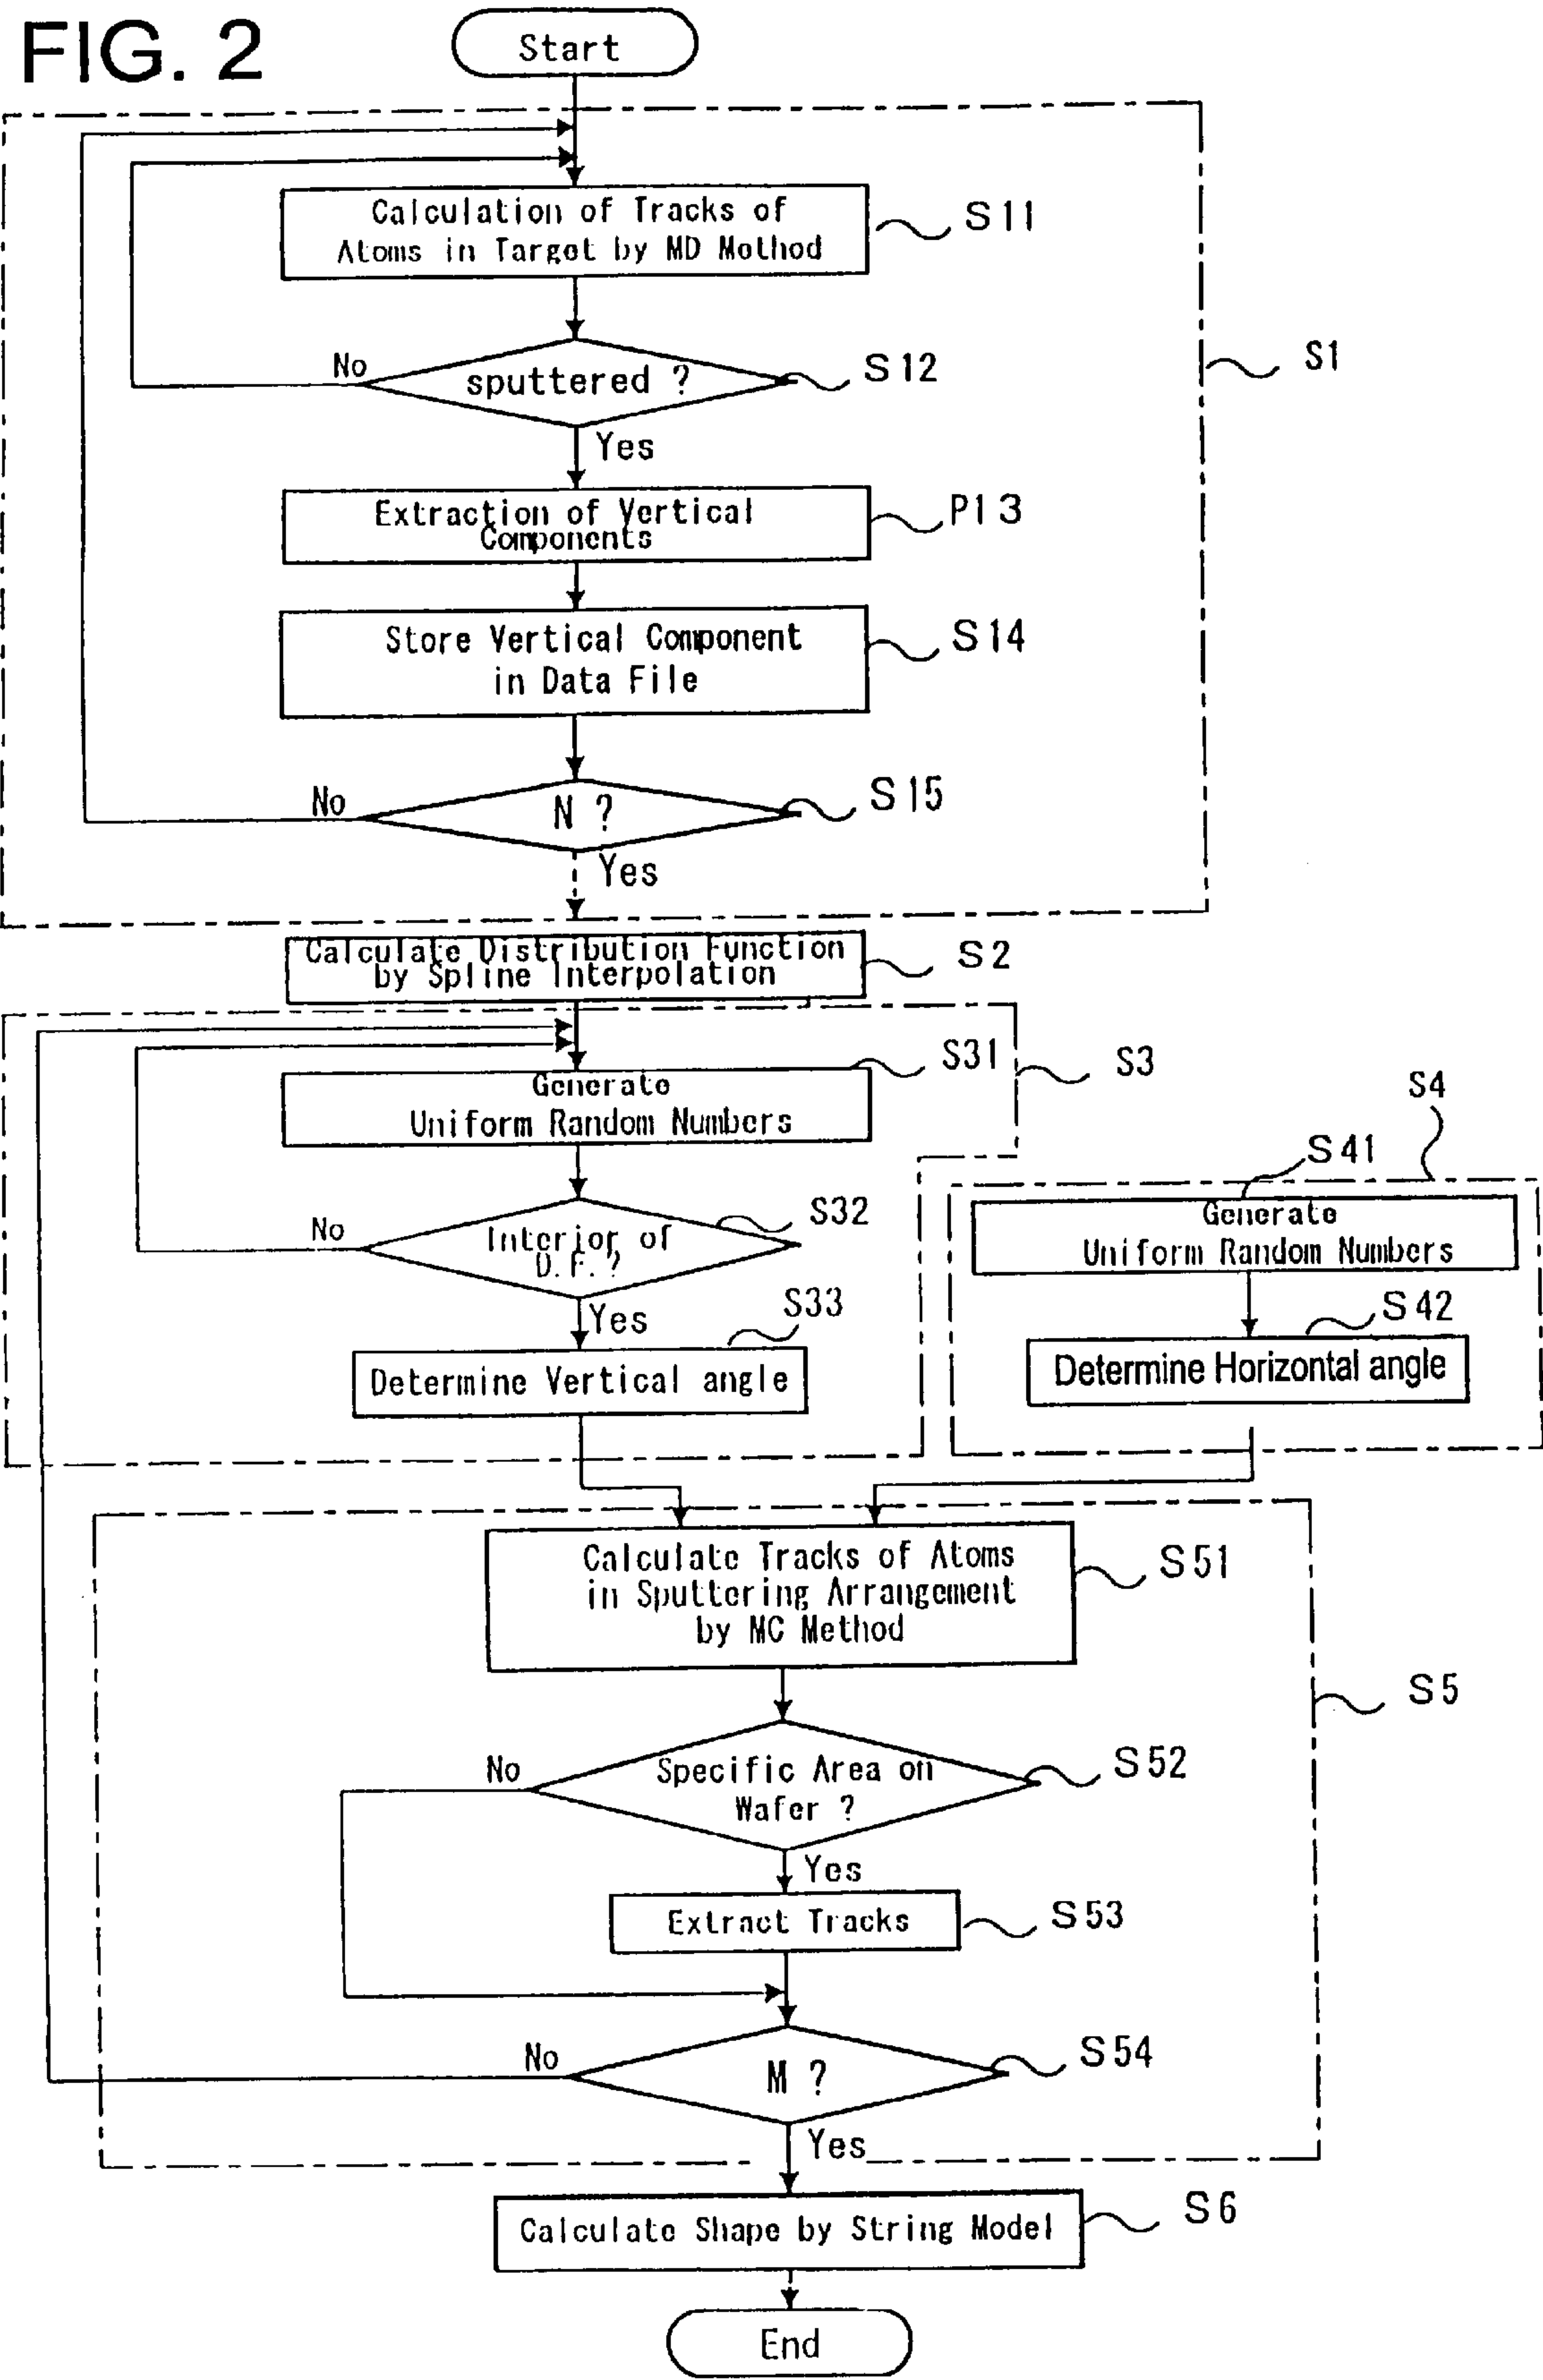 FIG. 2
Start
Calculation of Tracks of
Atoms in Target by MD Method
S11
sputtered ?
S12
No
Yes
S1
Extraction of Vertical
Components
P13
Store Vertical Component
in Data File
S14
N ?
S15
No
Yes
Calculate Distribution Function
by Spline Interpolation
S2
Generate
Uniform Random Numbers
S31
S3
Interior of
D.F.?
S32
No
Yes
Determine Vertical angle
S33
S4
S41
Generate
Uniform Random Numbers
S42
Determine Horizontal angle
Calculate Tracks of Atoms
in Sputtering Arrangement
by MC Method
S51
S5
Specific Area on
Wafer ?
S52
No
Yes
Extract Tracks
S53
M ?
S54
No
Yes
Calculate Shape by String Model
S6
End